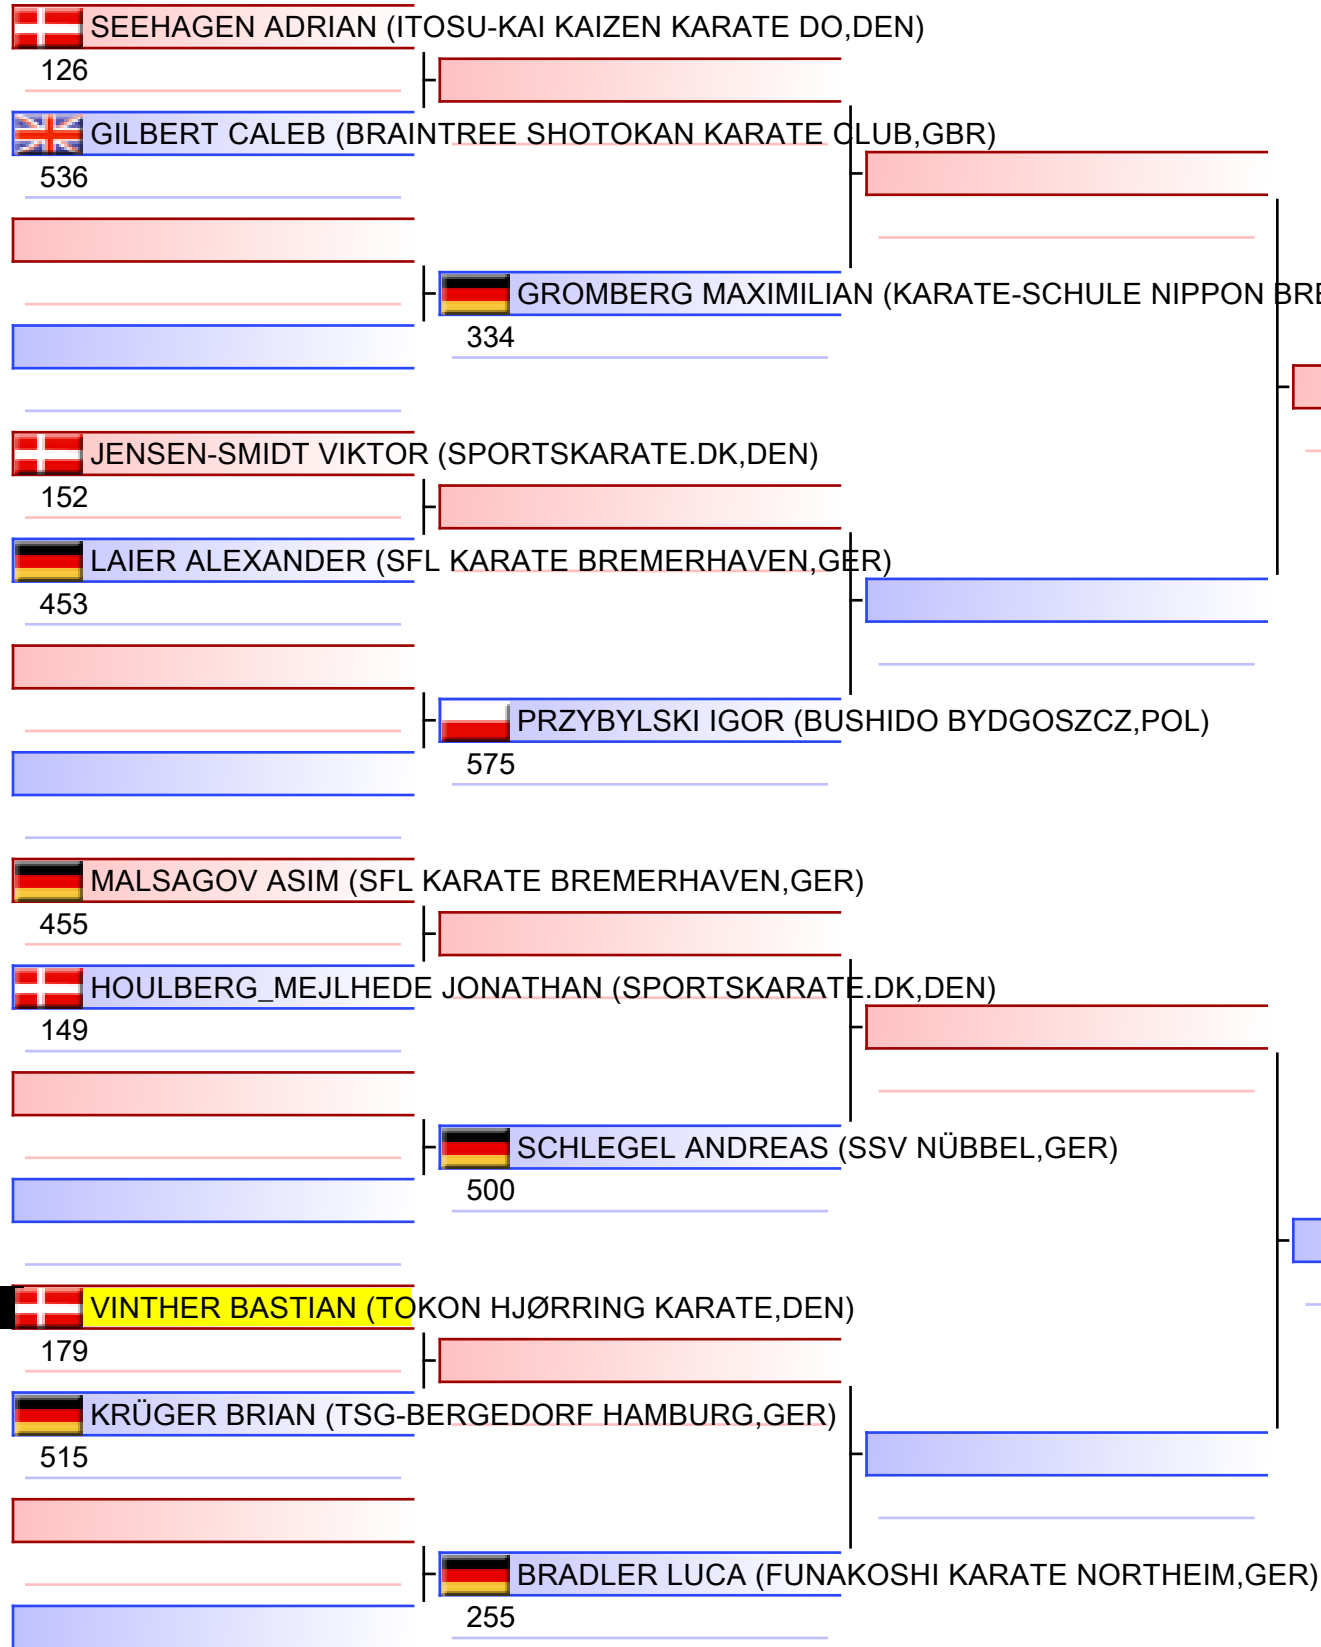 SEEHAGEN ADRIAN (ITOSU-KAI KAIZEN KARATE DO,DEN)
126
GILBERT CALEB (BRAINTREE SHOTOKAN KARATE CLUB,GBR)
536
GROMBERG MAXIMILIAN (KARATE-SCHULE NIPPON BRE
334
JENSEN-SMIDT VIKTOR (SPORTSKARATE.DK,DEN)
152
LAIER ALEXANDER (SFL KARATE BREMERHAVEN,GER)
453
PRZYBYLSKI IGOR (BUSHIDO BYDGOSZCZ,POL)
575
MALSAGOV ASIM (SFL KARATE BREMERHAVEN,GER)
455
HOULBERG_MEJLHEDE JONATHAN (SPORTSKARATE.DK,DEN)
149
SCHLEGEL ANDREAS (SSV NÜBBEL,GER)
500
VINTHER BASTIAN (TOKON HJØRRING KARATE,DEN)
179
KRÜGER BRIAN (TSG-BERGEDORF HAMBURG,GER)
515
BRADLER LUCA (FUNAKOSHI KARATE NORTHEIM,GER)
255